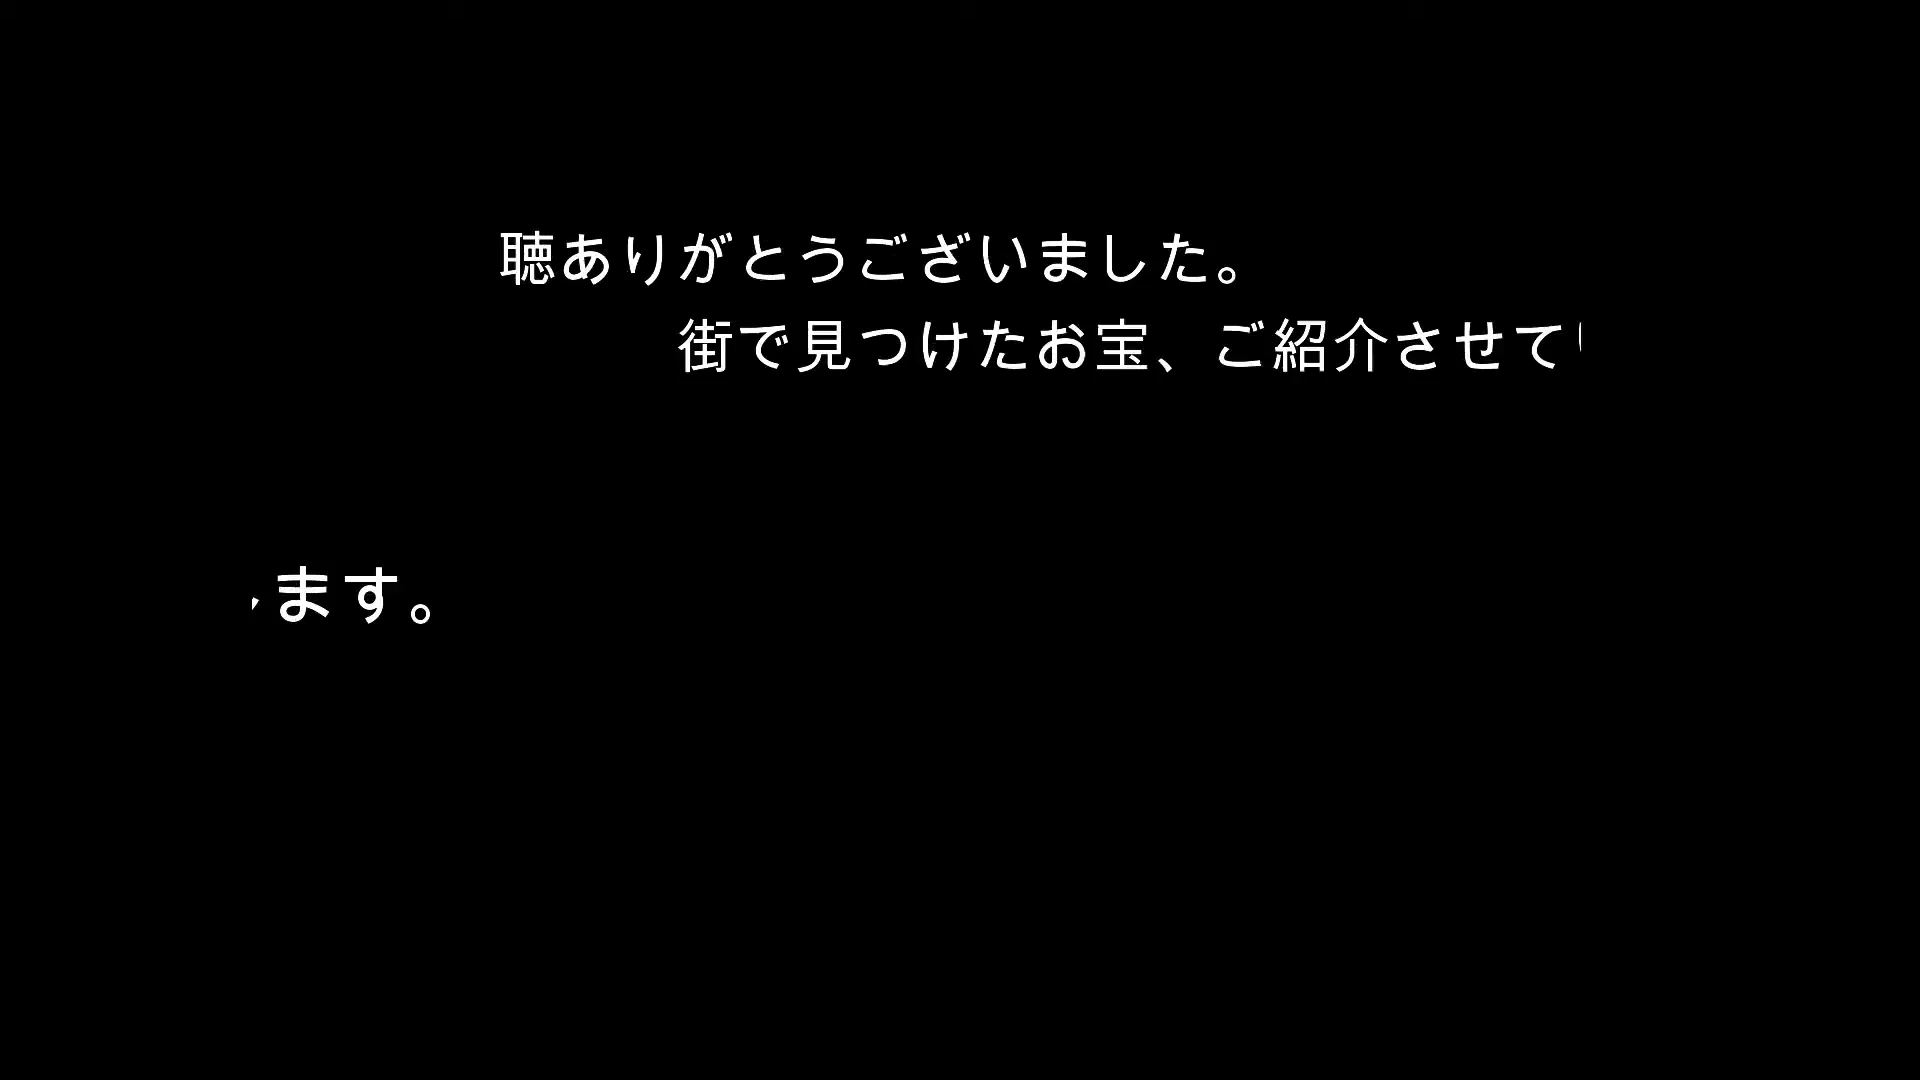 聴ありがとうございました。
街で見つけたお宝、ご紹介させて
ます。